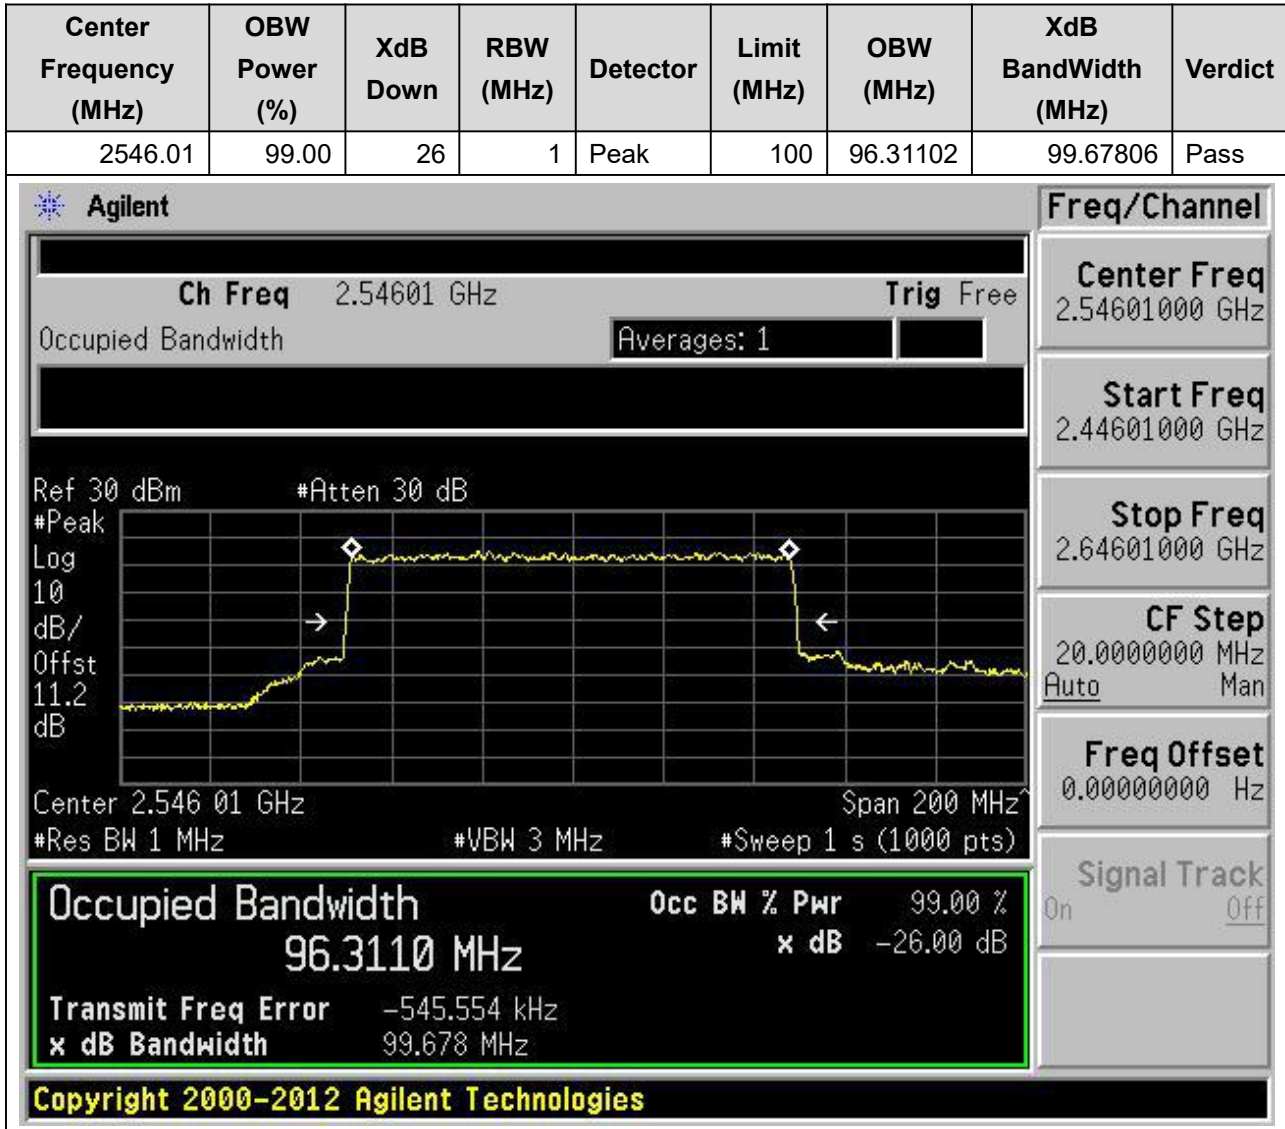 Center Frequency (MHz) OBW Power (%) XdB Down RBW (MHz) Detector Limit (MHz) OBW (MHz) XdB BandWidth (MHz) Verdict
2546.01 99.00 26 1 Peak 100 96.31102 99.67806 Pass
Agilent
Freq/Channel
Ch Freq 2.54601 GHz Trig Free
Occupied Bandwidth Averages: 1
Center Freq
2.54601000 GHz
Start Freq
2.44601000 GHz
Stop Freq
2.64601000 GHz
CF Step
20.0000000 MHz
Auto Man
Freq Offset
0.00000000 Hz
Signal Track
On Off
Ref 30 dBm #Atten 30 dB
#Peak
Log
10
dB/
Offst
11.2
dB
Center 2.546 01 GHz Span 200 MHz^
#Res BW 1 MHz #VBW 3 MHz #Sweep 1 s (1000 pts)
Occupied Bandwidth Occ BW % Pwr 99.00 %
96.3110 MHz x dB -26.00 dB
Transmit Freq Error -545.554 kHz
x dB Bandwidth 99.678 MHz
Copyright 2000-2012 Agilent Technologies